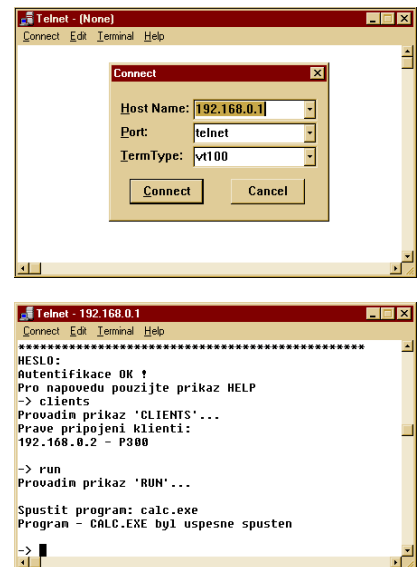 Telnet - (None)
Connect Edit Terminal Help
Connect
Host Name: 192.168.0.1
Port: telnet
TermType: vt100
Connect Cancel
Telnet - 192.168.0.1
Connect Edit Terminal Help
************************************************
HESLO:
Autentifikace OK !
Pro napovedu pouzijte prikaz HELP
-> clients
Provadim prikaz 'CLIENTS'...
Prave pripojeni klienti:
192.168.0.2 - P300
-> run
Provadim prikaz 'RUN'...
Spustit program: calc.exe
Program - CALC.EXE byl uspesne spusten
->